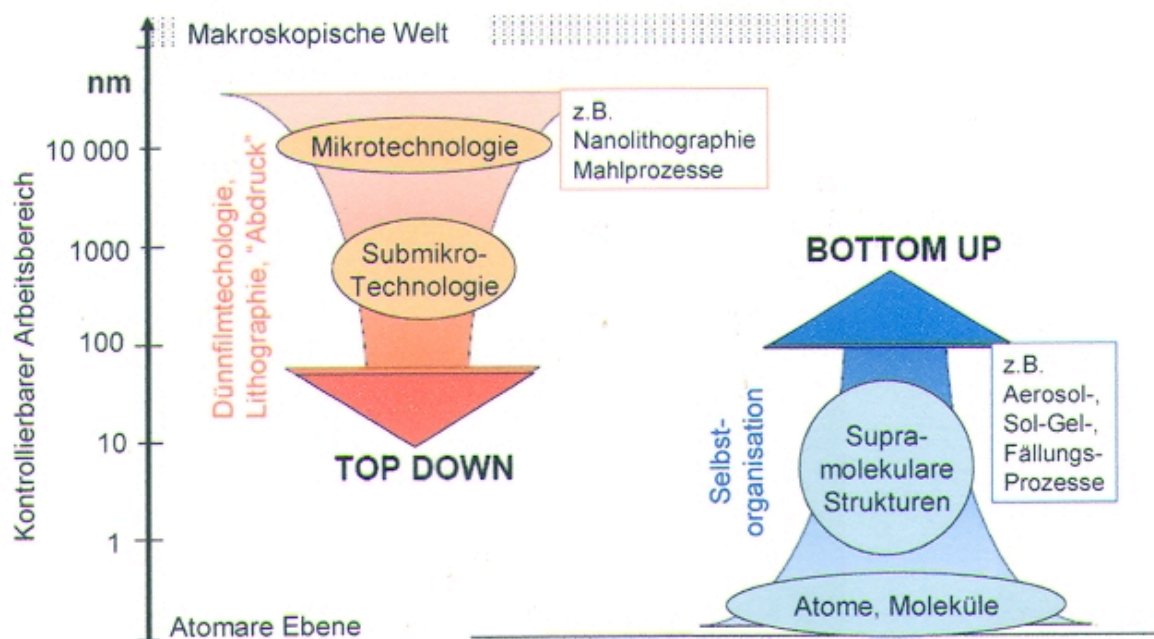 Makroskopische Welt
nm
10 000
1000
100
10
1
Kontrollierbarer Arbeitsbereich
Atomare Ebene
Dünnfilmtechologie,
Lithographie, "Abdruck"
Mikrotechnologie
Submikro-
Technologie
TOP DOWN
z.B.
Nanolithographie
Mahlprozesse
BOTTOM UP
Selbst-
organisation
Supra-
molekulare
Strukturen
Atome, Moleküle
z.B.
Aerosol-,
Sol-Gel-,
Fällungs-
Prozesse